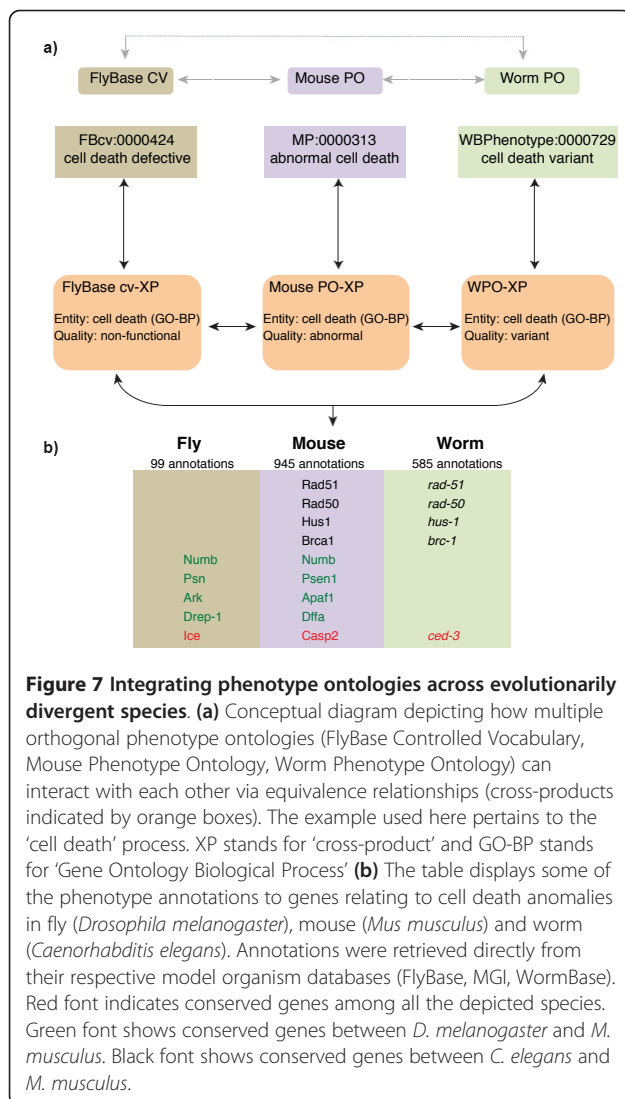 a)
FlyBase CV
Mouse PO
Worm PO
FBcv:0000424
cell death defective
MP:0000313
abnormal cell death
WBPhenotype:0000729
cell death variant
FlyBase cv-XP
Entity: cell death (GO-BP)
Quality: non-functional
Mouse PO-XP
Entity: cell death (GO-BP)
Quality: abnormal
WPO-XP
Entity: cell death (GO-BP)
Quality: variant
b)
Fly Mouse Worm
99 annotations 945 annotations 585 annotations
Rad51 rad-51
Rad50 rad-50
Hus1 hus-1
Brca1 brc-1
Numb Numb
Psn Psen1
Ark Apaf1
Drep-1 Dffa
Ice Casp2 ced-3
Figure 7 Integrating phenotype ontologies across evolutionarily
divergent species. (a) Conceptual diagram depicting how multiple
orthogonal phenotype ontologies (FlyBase Controlled Vocabulary,
Mouse Phenotype Ontology, Worm Phenotype Ontology) can
interact with each other via equivalence relationships (cross-products
indicated by orange boxes). The example used here pertains to the
‘cell death’ process. XP stands for ‘cross-product’ and GO-BP stands
for ‘Gene Ontology Biological Process’ (b) The table displays some of
the phenotype annotations to genes relating to cell death anomalies
in fly (Drosophila melanogaster), mouse (Mus musculus) and worm
(Caenorhabditis elegans). Annotations were retrieved directly from
their respective model organism databases (FlyBase, MGI, WormBase).
Red font indicates conserved genes among all the depicted species.
Green font shows conserved genes between D. melanogaster and M.
musculus. Black font shows conserved genes between C. elegans and
M. musculus.